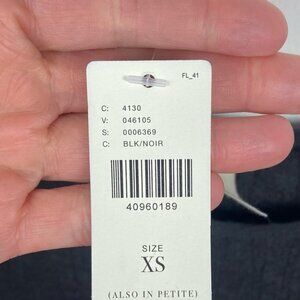 FL_41
C: 4130
V: 046105
S: 0006369
C: BLK/NOIR
40960189
SIZE
XS
(ALSO IN PETITE)